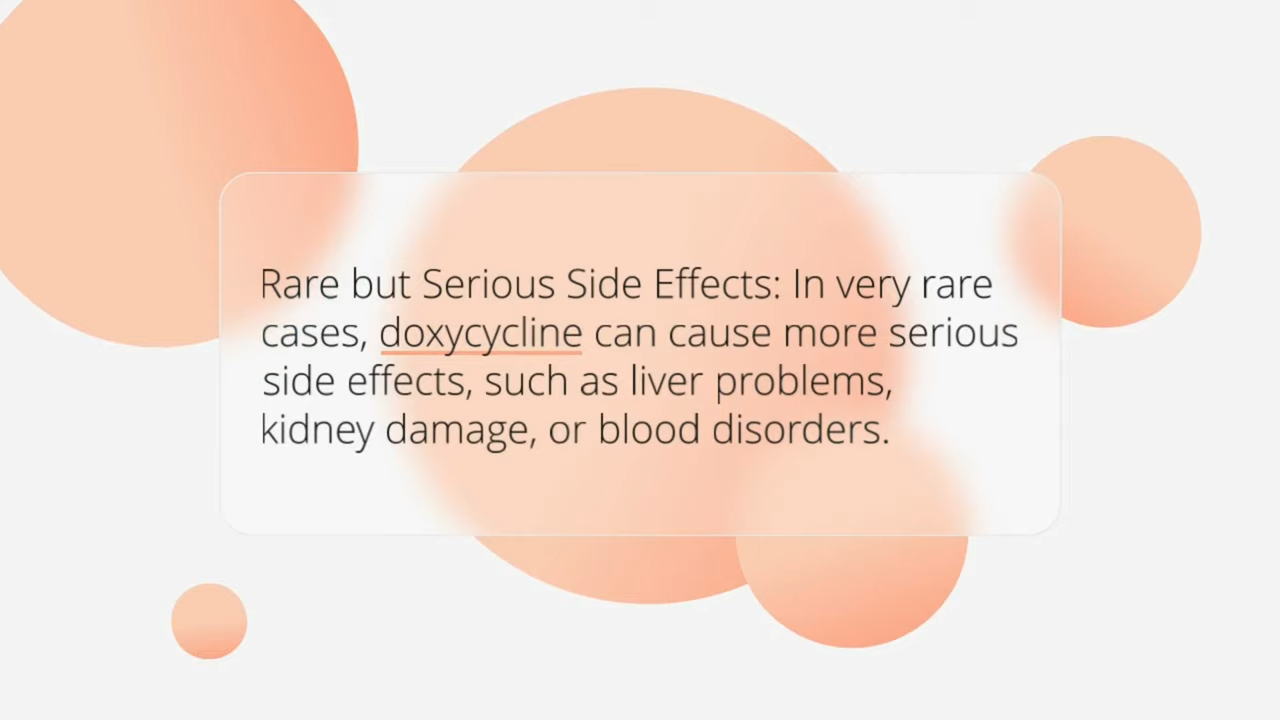 Rare but Serious Side Effects: In very rare
cases, doxycycline can cause more serious
side effects, such as liver problems,
kidney damage, or blood disorders.